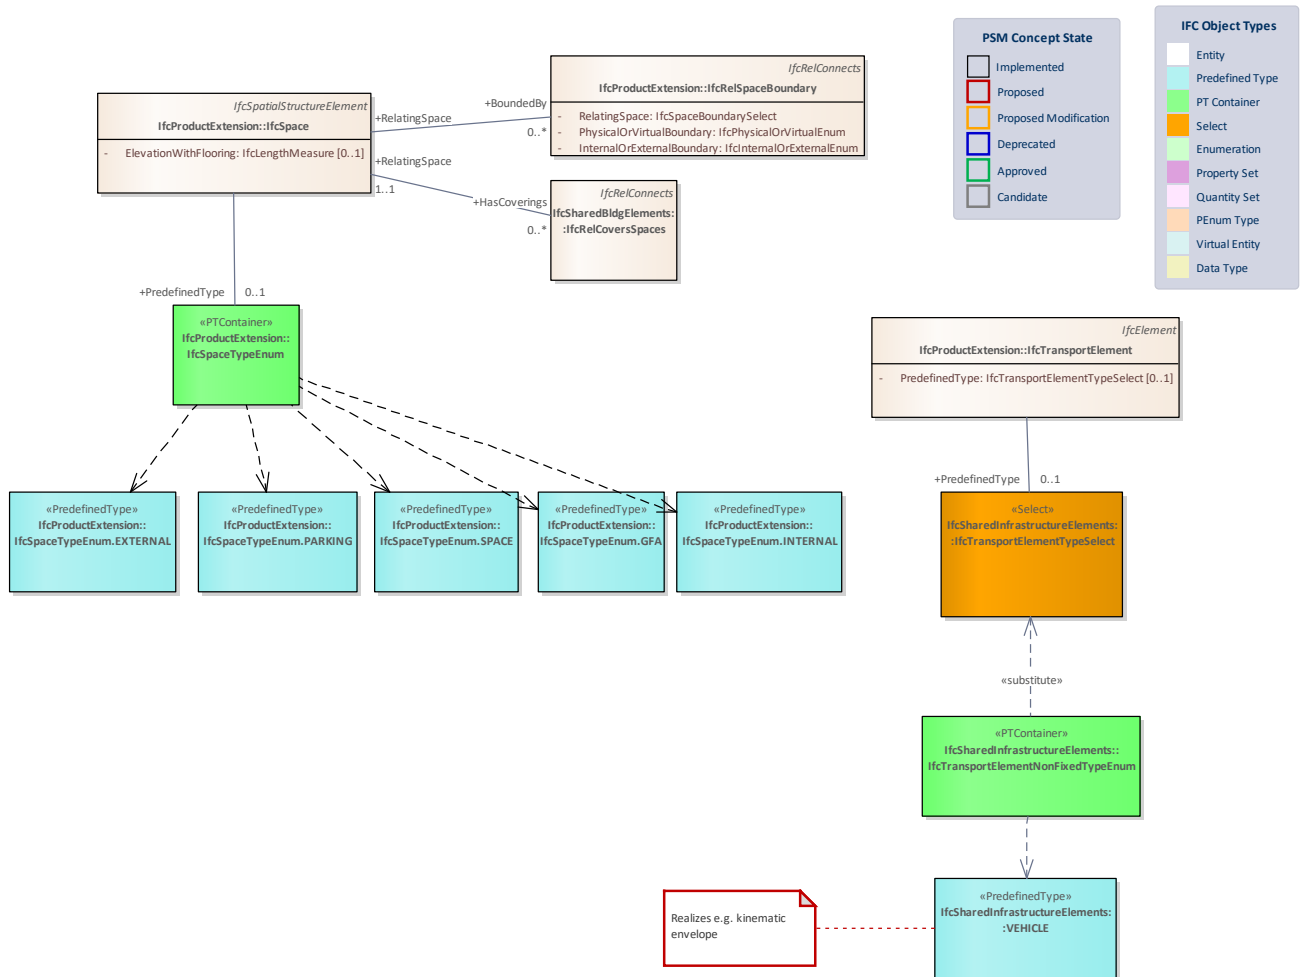 PSM Concept State
Implemented
Proposed
Proposed Modification
Deprecated
Approved
Candidate
IFC Object Types
Entity
Predefined Type
PT Container
Select
Enumeration
Property Set
Quantity Set
PEnum Type
Virtual Entity
Data Type
IfcSpatialStructureElement
IfcProductExtension::IfcSpace
- ElevationWithFlooring: IfcLengthMeasure [0..1]
+RelatingSpace
+BoundedBy
0..*
IfcRelConnects
IfcProductExtension::IfcRelSpaceBoundary
- RelatingSpace: IfcSpaceBoundarySelect
- PhysicalOrVirtualBoundary: IfcPhysicalOrVirtualEnum
- InternalOrExternalBoundary: IfcInternalOrExternalEnum
+RelatingSpace
1..1
+HasCoverings
0..*
IfcRelConnects
IfcSharedBldgElements:
:IfcRelCoversSpaces
+PredefinedType 0..1
«PTContainer»
IfcProductExtension::
IfcSpaceTypeEnum
«PredefinedType»
IfcProductExtension::
IfcSpaceTypeEnum.EXTERNAL
«PredefinedType»
IfcProductExtension::
IfcSpaceTypeEnum.PARKING
«PredefinedType»
IfcProductExtension::
IfcSpaceTypeEnum.SPACE
«PredefinedType»
IfcProductExtension::
IfcSpaceTypeEnum.GFA
«PredefinedType»
IfcProductExtension::
IfcSpaceTypeEnum.INTERNAL
IfcElement
IfcProductExtension::IfcTransportElement
- PredefinedType: IfcTransportElementTypeSelect [0..1]
+PredefinedType 0..1
«Select»
IfcSharedInfrastructureElements:
:IfcTransportElementTypeSelect
«substitute»
«PTContainer»
IfcSharedInfrastructureElements::
IfcTransportElementNonFixedTypeEnum
«PredefinedType»
IfcSharedInfrastructureElements:
:VEHICLE
Realizes e.g. kinematic
envelope